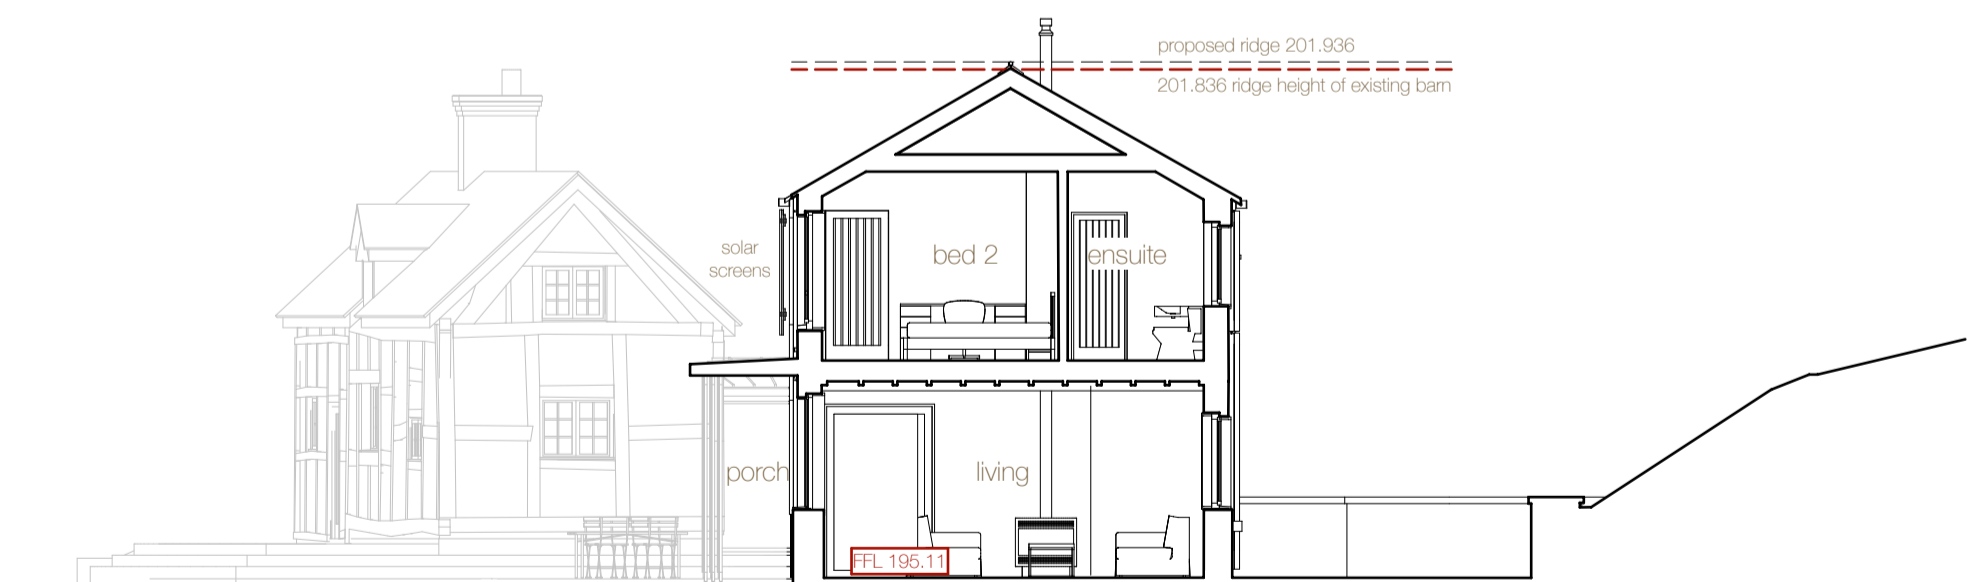 proposed ridge 201.936
201.836 ridge height of existing barn
solar
screens
bed 2
ensuite
porch
living
FFL 195.11